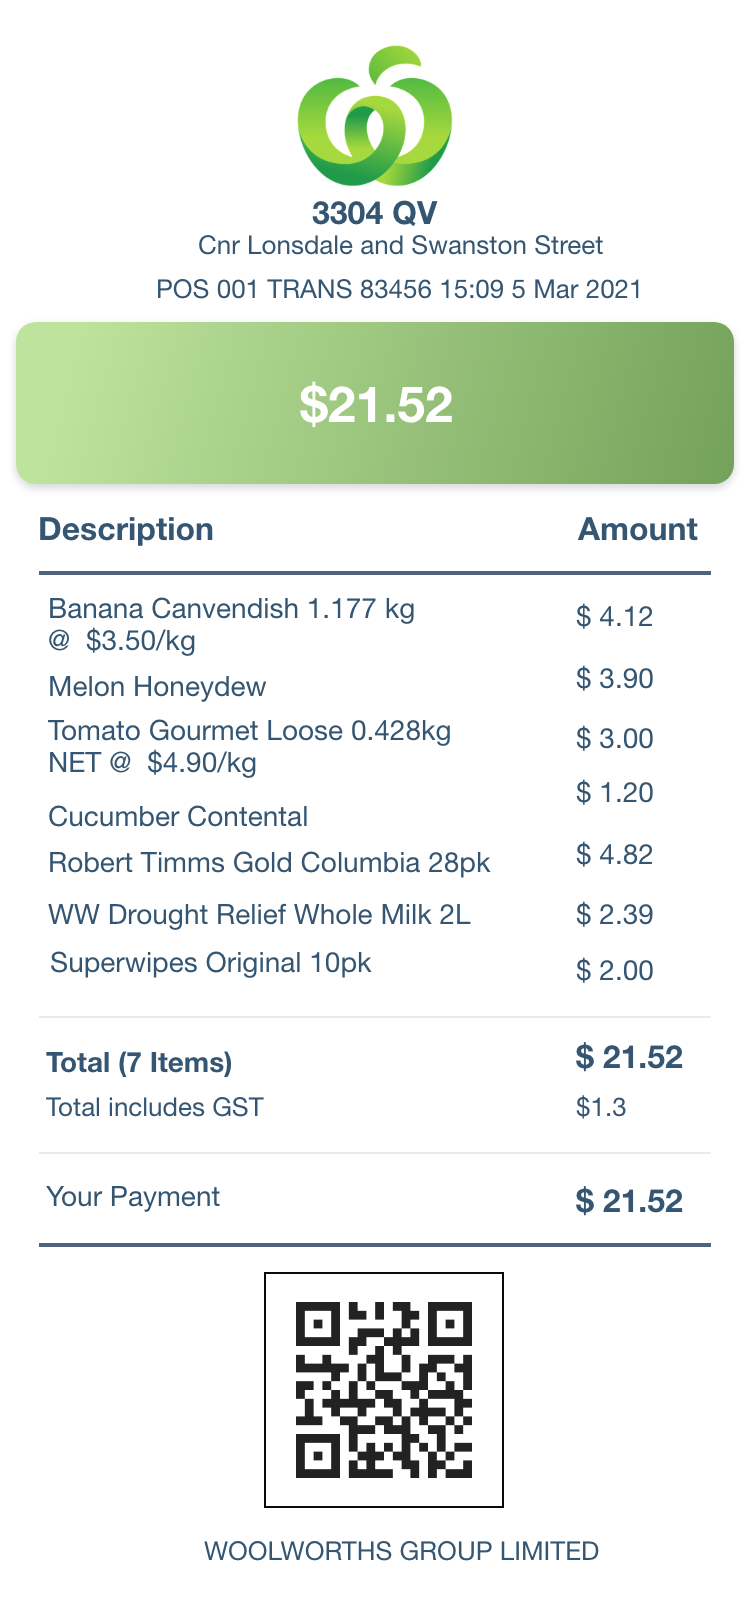 3304 QV
Cnr Lonsdale and Swanston Street
POS 001 TRANS 83456 15:09 5 Mar 2021
$21.52
Description Amount
Banana Canvendish 1.177 kg $ 4.12
@ $3.50/kg
Melon Honeydew $ 3.90
Tomato Gourmet Loose 0.428kg $ 3.00
NET @ $4.90/kg
Cucumber Contental $ 1.20
Robert Timms Gold Columbia 28pk $ 4.82
WW Drought Relief Whole Milk 2L $ 2.39
Superwipes Original 10pk $ 2.00
Total (7 Items) $ 21.52
Total includes GST $1.3
Your Payment $ 21.52
WOOLWORTHS GROUP LIMITED